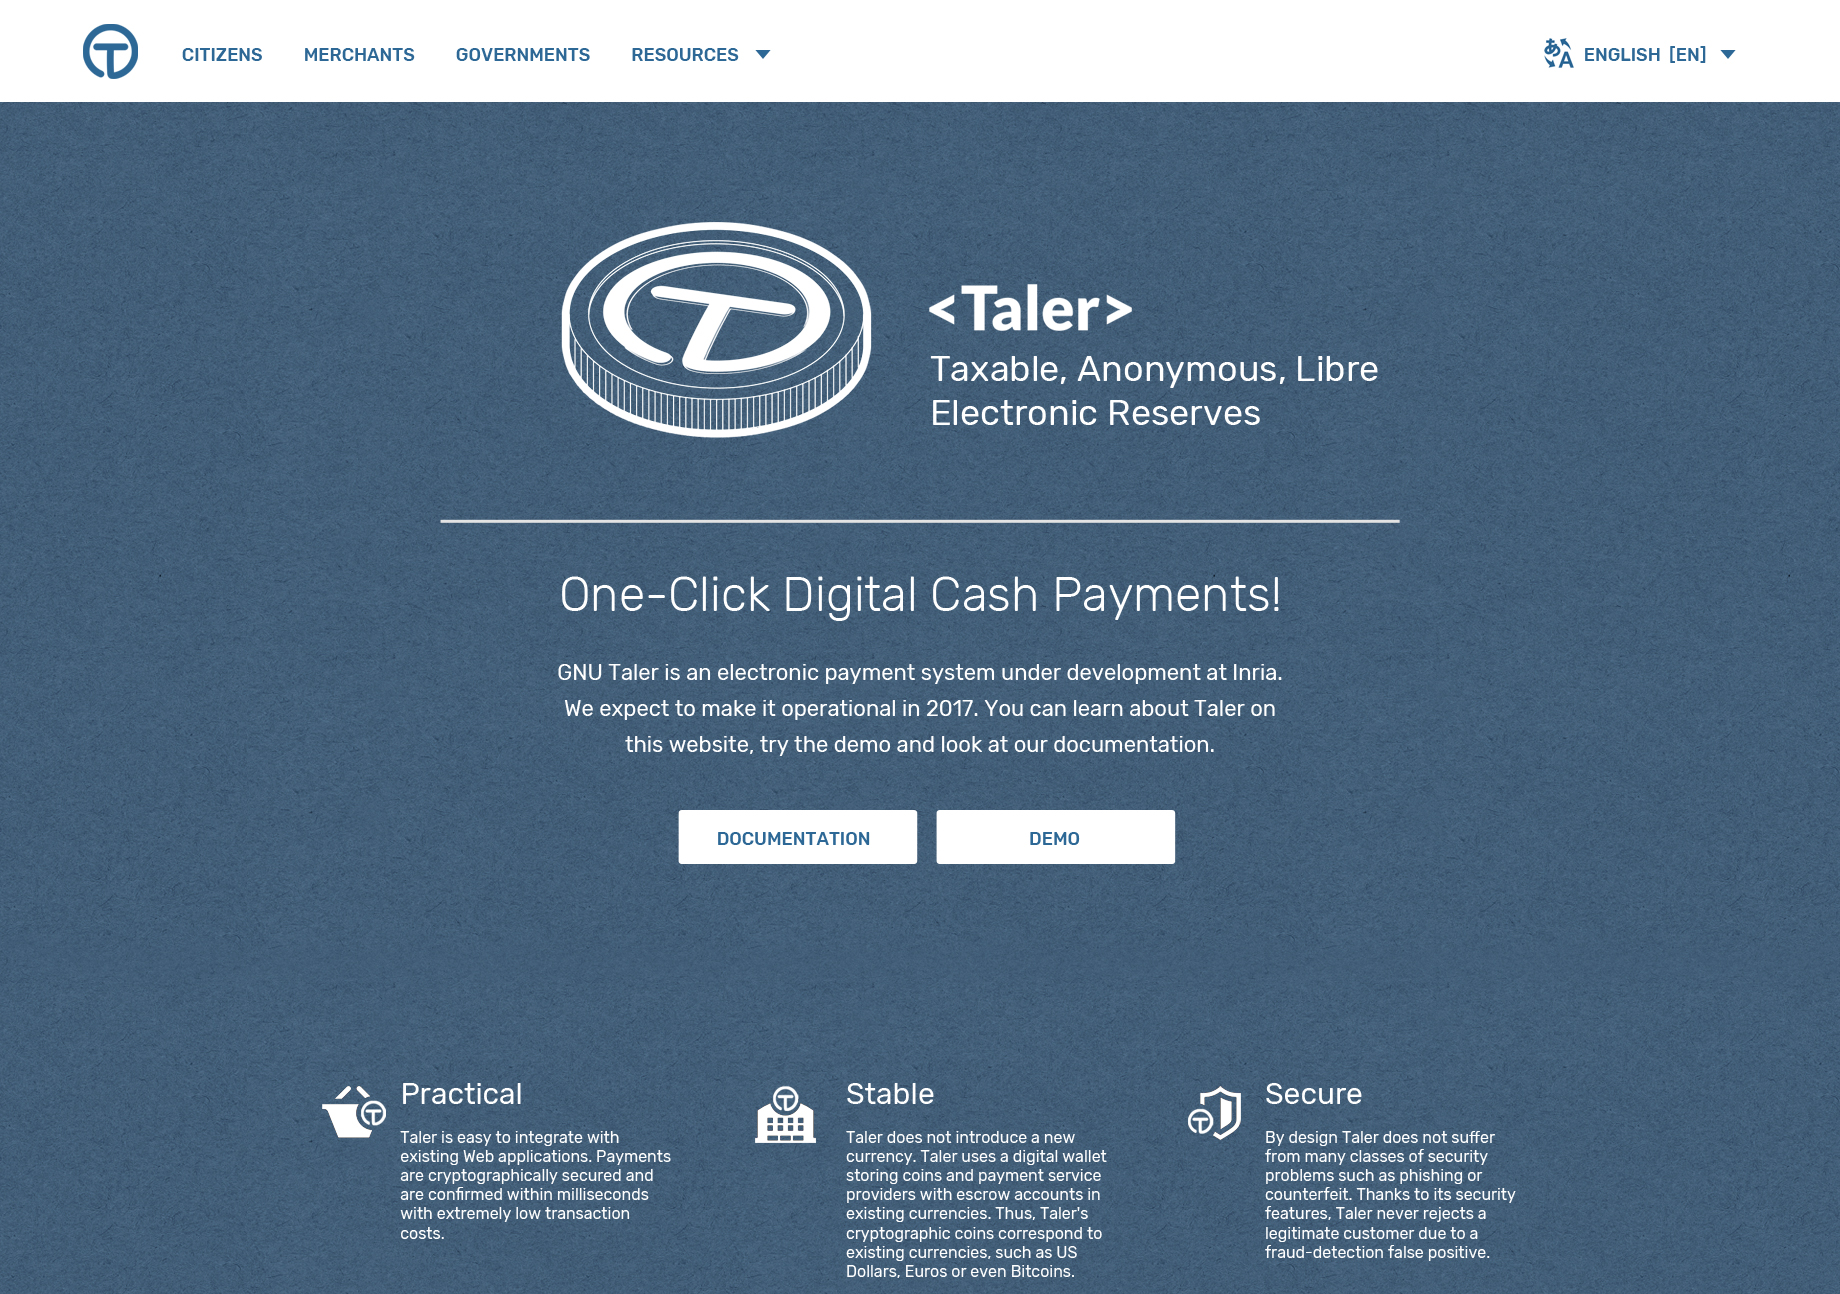 CITIZENS MERCHANTS GOVERNMENTS RESOURCES ENGLISH [EN]
<Taler>
Taxable, Anonymous, Libre
Electronic Reserves
One-Click Digital Cash Payments!
GNU Taler is an electronic payment system under development at Inria.
We expect to make it operational in 2017. You can learn about Taler on
this website, try the demo and look at our documentation.
DOCUMENTATION DEMO
Practical
Taler is easy to integrate with
existing Web applications. Payments
are cryptographically secured and
are confirmed within milliseconds
with extremely low transaction
costs.
Stable
Taler does not introduce a new
currency. Taler uses a digital wallet
storing coins and payment service
providers with escrow accounts in
existing currencies. Thus, Taler's
cryptographic coins correspond to
existing currencies, such as US
Dollars, Euros or even Bitcoins.
Secure
By design Taler does not suffer
from many classes of security
problems such as phishing or
counterfeit. Thanks to its security
features, Taler never rejects a
legitimate customer due to a
fraud-detection false positive.